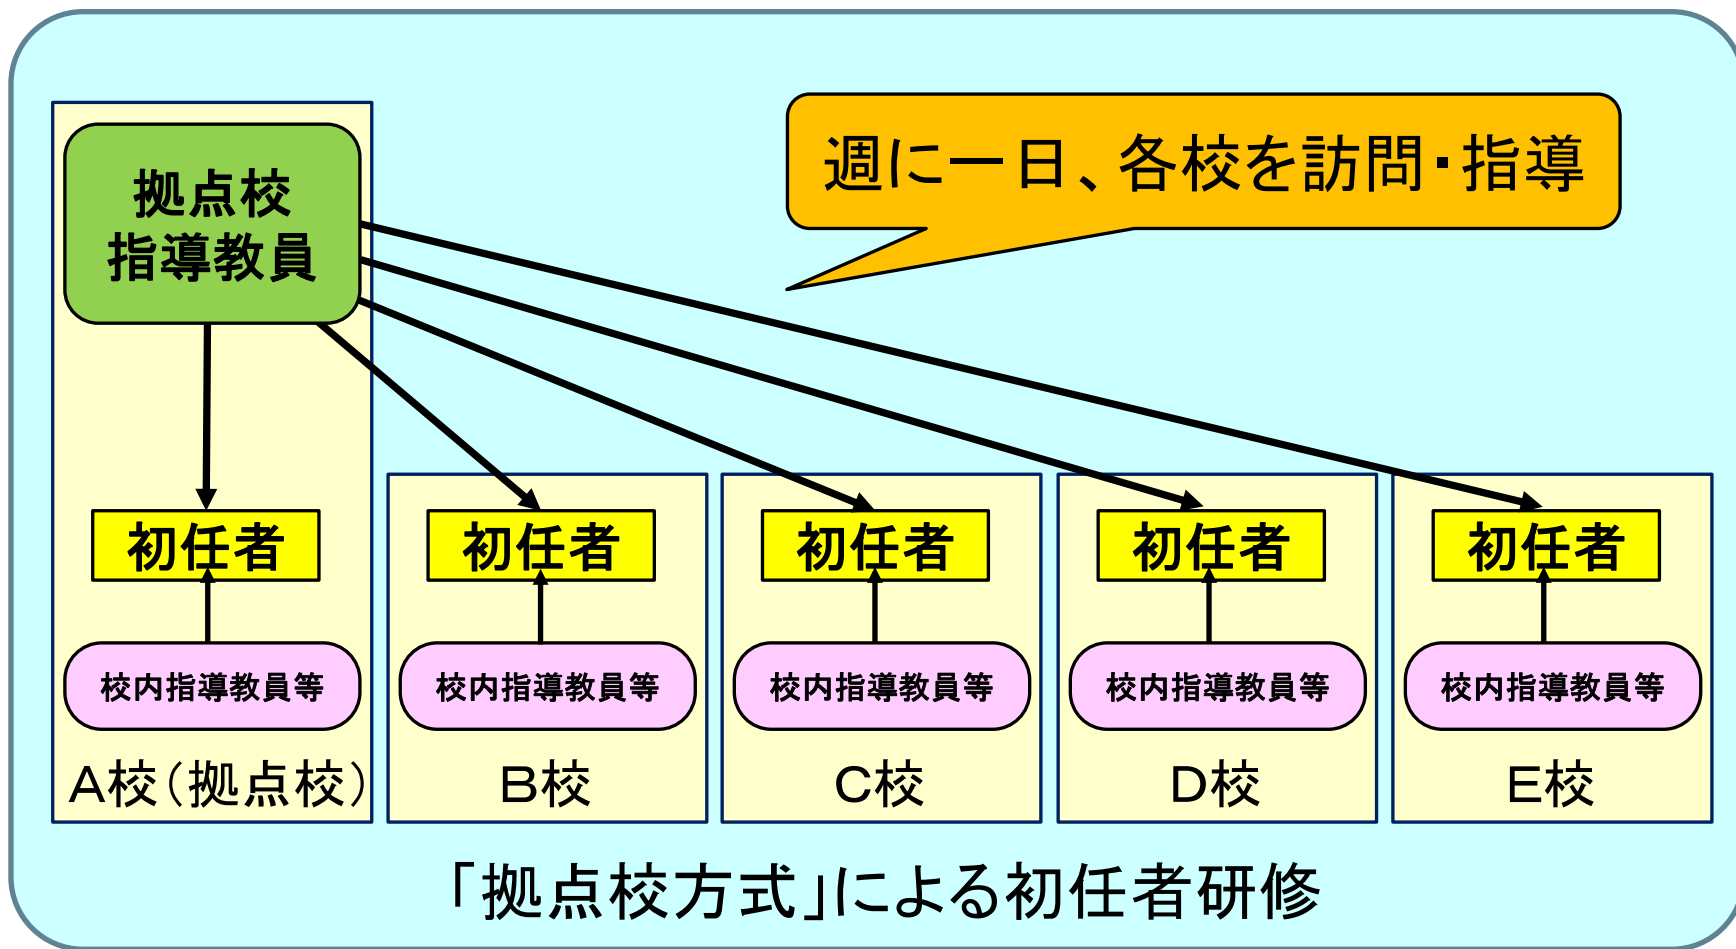 拠点校
指導教員
週に一日、各校を訪問・指導
初任者
初任者
初任者
初任者
初任者
校内指導教員等
校内指導教員等
校内指導教員等
校内指導教員等
校内指導教員等
A校(拠点校)
B校
C校
D校
E校
「拠点校方式」による初任者研修